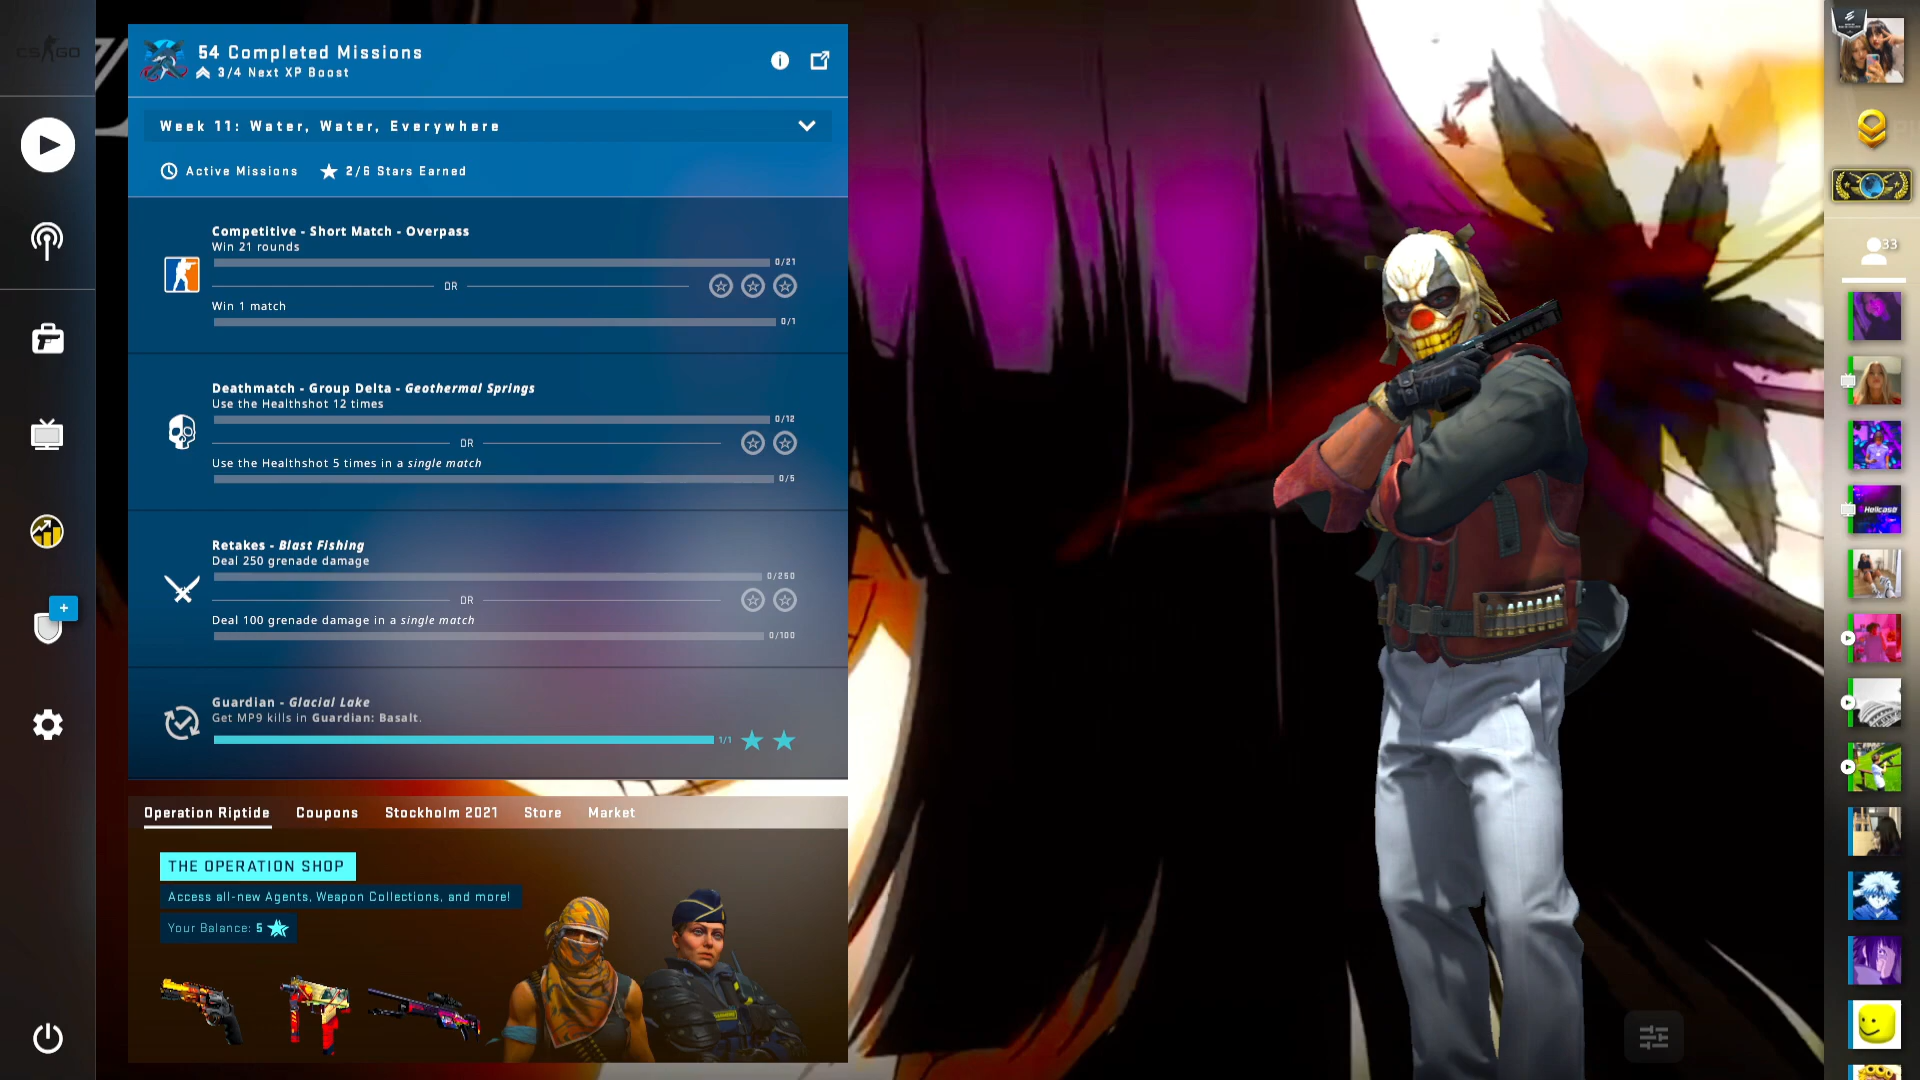 CS GO
54 Completed Missions
3/4 Next XP Boost
Week 11: Water, Water, Everywhere
Active Missions
2/6 Stars Earned
Competitive - Short Match - Overpass
Win 21 rounds
0/21
OR
Win 1 match
0/1
Deathmatch - Group Delta - Geothermal Springs
Use the Healthshot 12 times
0/12
OR
Use the Healthshot 5 times in a single match
0/5
Retakes - Blast Fishing
Deal 250 grenade damage
0/250
OR
Deal 100 grenade damage in a single match
0/100
Guardian - Glacial Lake
Get MP9 kills in Guardian: Basalt.
1/1
Operation Riptide
Coupons
Stockholm 2021
Store
Market
THE OPERATION SHOP
Access all-new Agents, Weapon Collections, and more!
Your Balance: 5
33
Hellcase